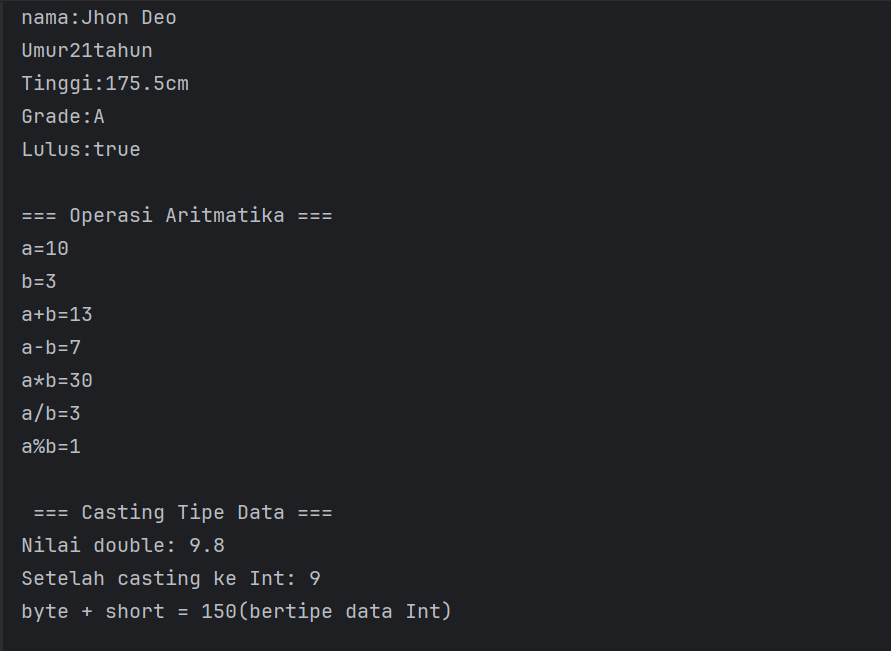 nama:Jhon Deo
Umur21tahun
Tinggi:175.5cm
Grade:A
Lulus:true
=== Operasi Aritmatika ===
a=10
b=3
a+b=13
a-b=7
a*b=30
a/b=3
a%b=1
=== Casting Tipe Data ===
Nilai double: 9.8
Setelah casting ke Int: 9
byte + short = 150(bertipe data Int)